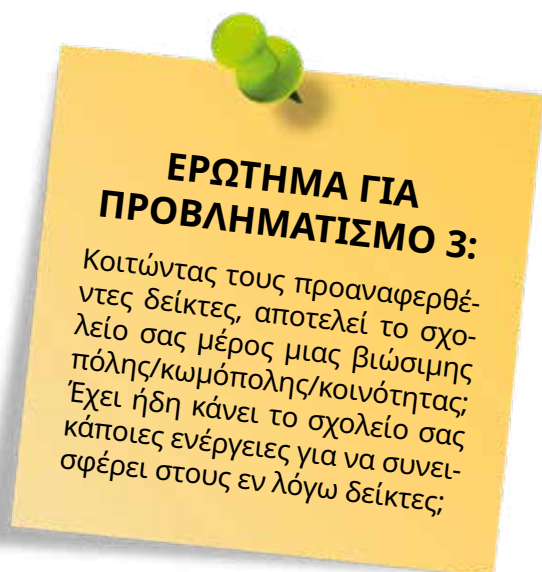 ΕΡΩΤΗΜΑ ΓΙΑ
ΠΡΟΒΛΗΜΑΤΙΣΜΟ 3:
Κοιτώντας τους προαναφερθέ-
ντες δείκτες, αποτελεί το σχο-
λείο σας μέρος μιας βιώσιμης
πόλης/κωμόπολης/κοινότητας;
Έχει ήδη κάνει το σχολείο σας
κάποιες ενέργειες για να συνει-
σφέρει στους εν λόγω δείκτες;